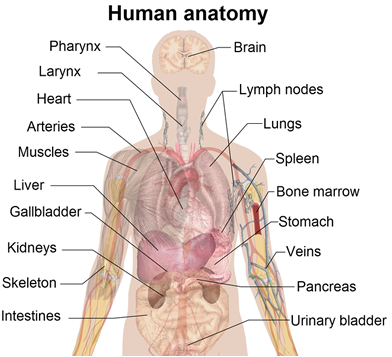 Human anatomy
Pharynx
Brain
Larynx
Lymph nodes
Heart
Arteries
Lungs
Muscles
Spleen
Liver
Bone marrow
Gallbladder
Stomach
Kidneys
Veins
Skeleton
Pancreas
Intestines
Urinary bladder